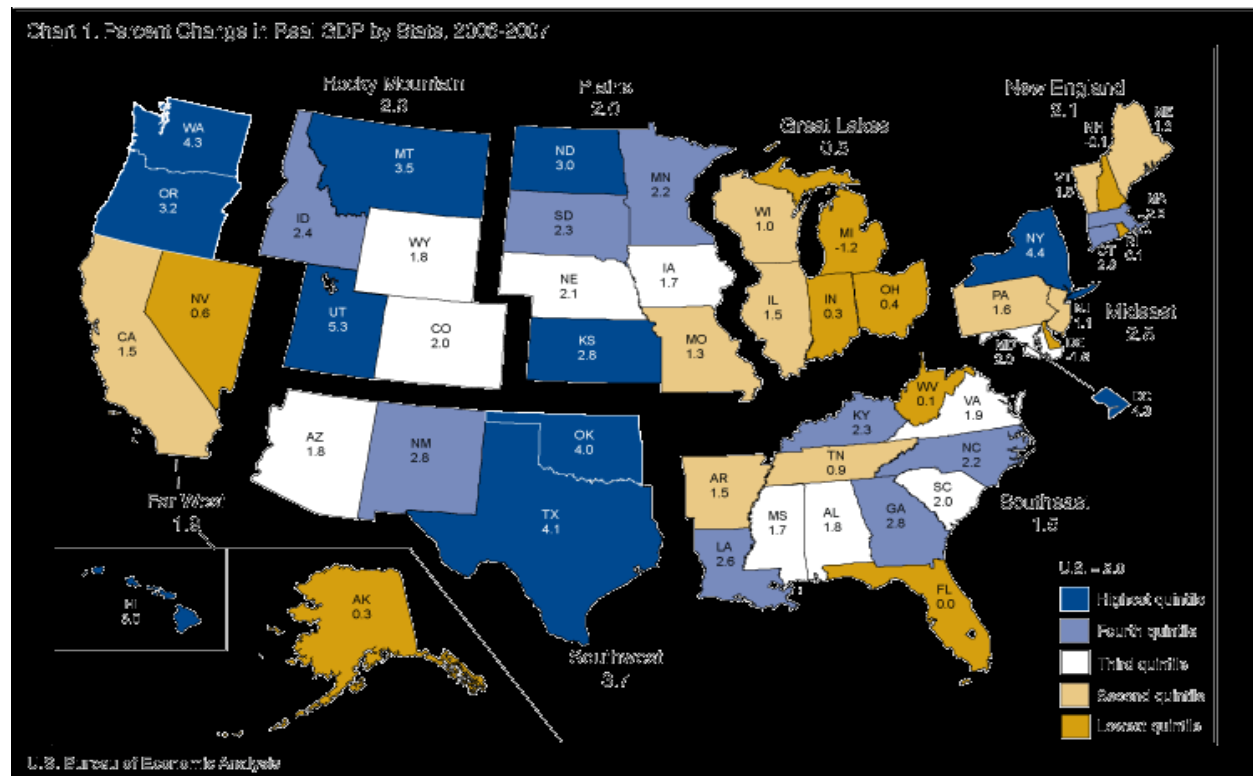 Chart 1. Percent Change in Real GDP by State, 2006-2007
Rocky Mountain
Plains
New England
Great Lakes
WA
4.3
MT
3.5
ND
3.0
MN
2.2
OR
3.2
ID
2.4
WY
1.8
SD
2.3
WI
1.0
MI
-1.2
NH
-0.1
ME
VT
NY
4.4
CT
NV
0.6
UT
5.3
CO
2.0
NE
2.1
IA
1.7
IL
1.5
IN
0.3
OH
0.4
PA
1.6
Mideast
CA
1.5
KS
2.8
MO
1.3
MD
DE
DC
WV
0.1
VA
1.9
KY
2.3
AZ
1.8
NM
2.8
OK
4.0
AR
1.5
TN
0.9
NC
2.2
Far West
TX
4.1
MS
1.7
AL
1.8
GA
2.8
SC
2.0
Southeast
LA
2.6
FL
0.0
HI
AK
0.3
Southwest
U.S. =
Highest quintile
Fourth quintile
Third quintile
Second quintile
Lowest quintile
U.S. Bureau of Economic Analysis